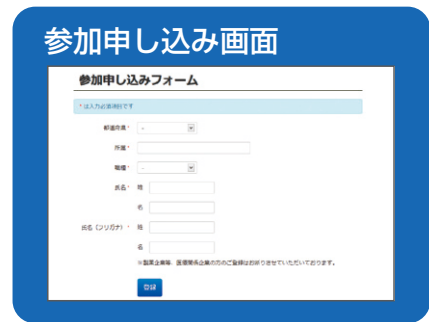 参加申し込み画面
参加申し込みフォーム
* は入力必須項目です
都道府県 * -
所属 *
職種 * -
氏名 * 姓
名
氏名（フリガナ） * 姓
名
※製薬企業等、医療関係企業の方のご登録はお断りさせていただいております。
登録